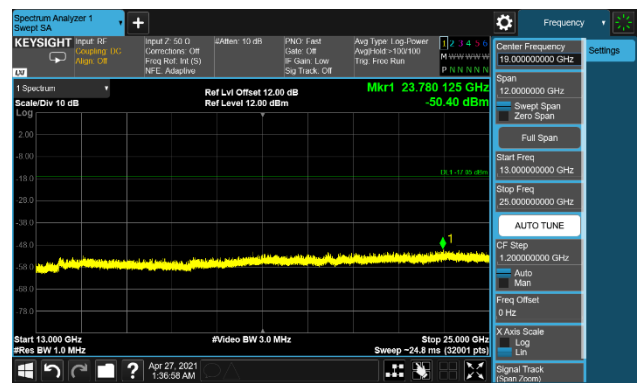 Spectrum Analyzer 1
Swept SA
Frequency
KEYSIGHT
Input: RF
Coupling: DC
Align: Off
Input Z: 50 Ω
Corrections: Off
Freq Ref: Int (S)
NFE: Adaptive
#Atten: 10 dB
PNO: Fast
Gate: Off
IF Gain: Low
Sig Track: Off
Avg Type: Log-Power
Avg|Hold:>100/100
Trig: Free Run
1 2 3 4 5 6
M W W W W W
P N N N N N
LXI
1 Spectrum
Scale/Div 10 dB
Log
Ref Lvl Offset 12.00 dB
Ref Level 12.00 dBm
Mkr1 23.780 125 GHz
-50.40 dBm
2.00
-8.00
-18.0
-28.0
-38.0
-48.0
-58.0
-68.0
-78.0
DL1 -17.95 dBm
1
Start 13.000 GHz
#Res BW 1.0 MHz
#Video BW 3.0 MHz
Stop 25.000 GHz
Sweep ~24.8 ms (32001 pts)
Apr 27, 2021
1:36:58 AM
Center Frequency
19.000000000 GHz
Settings
Span
12.0000000 GHz
Swept Span
Zero Span
Full Span
Start Freq
13.000000000 GHz
Stop Freq
25.000000000 GHz
AUTO TUNE
CF Step
1.200000000 GHz
Auto
Man
Freq Offset
0 Hz
X Axis Scale
Log
Lin
Signal Track
(Span Zoom)